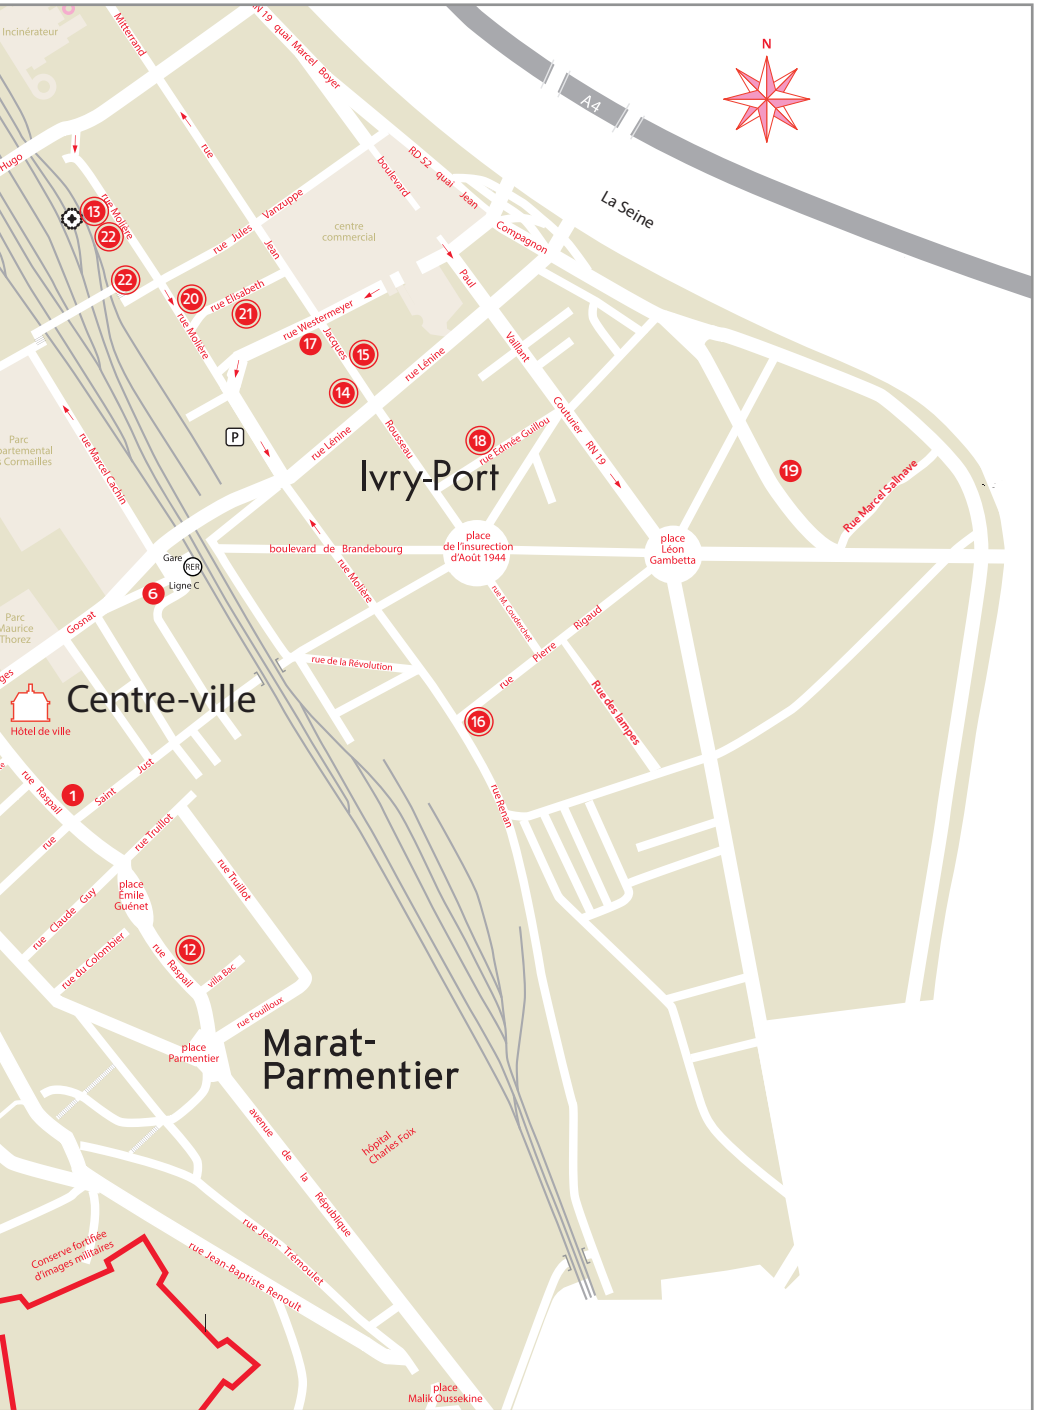 Incinérateur
Mitterrand
RN 19 quai Marcel Boyer
N
A4
Hugo
rue
boulevard
RD 52 quai Jean
Compagnon
La Seine
13
rue Molière
22
rue Jules Vanzuppe
Jean
centre
commercial
22
20
rue Elisabeth
21
rue Westermeyer
Paul
rue Molière
17
Jacques
15
rue Lénine
Vaillant
14
Couturier RN 19
Parc
partemental
s Cormailles
rue Marcel Cachin
P
rue Lénine
Rousseau
18
rue Edmée Guillou
Ivry-Port
19
Rue Marcel Sallnave
boulevard de Brandebourg
place
de l'insurection
d'Août 1944
place
Léon
Gambetta
Gare
RER
Ligne C
6
rue Molière
rue M. Couderchet
Parc
Maurice
Thorez
Gosnat
ges
rue Pierre Rigaud
rue de la Révolution
Centre-ville
Hôtel de ville
16
Rue des lampes
1
rue Raspail
rue Saint Just
rue Renan
rue Truillot
rue Truillot
place
Émile
Guénet
rue Claude Guy
rue du Colombier
12
rue Raspail
villa Bac
rue Fouilloux
place
Parmentier
Marat-
Parmentier
avenue de la République
hôpital
Charles Foix
Conserve fortifiée
d'images militaires
rue Jean-Trémoulet
rue Jean-Baptiste Renoult
place
Malik Oussekine